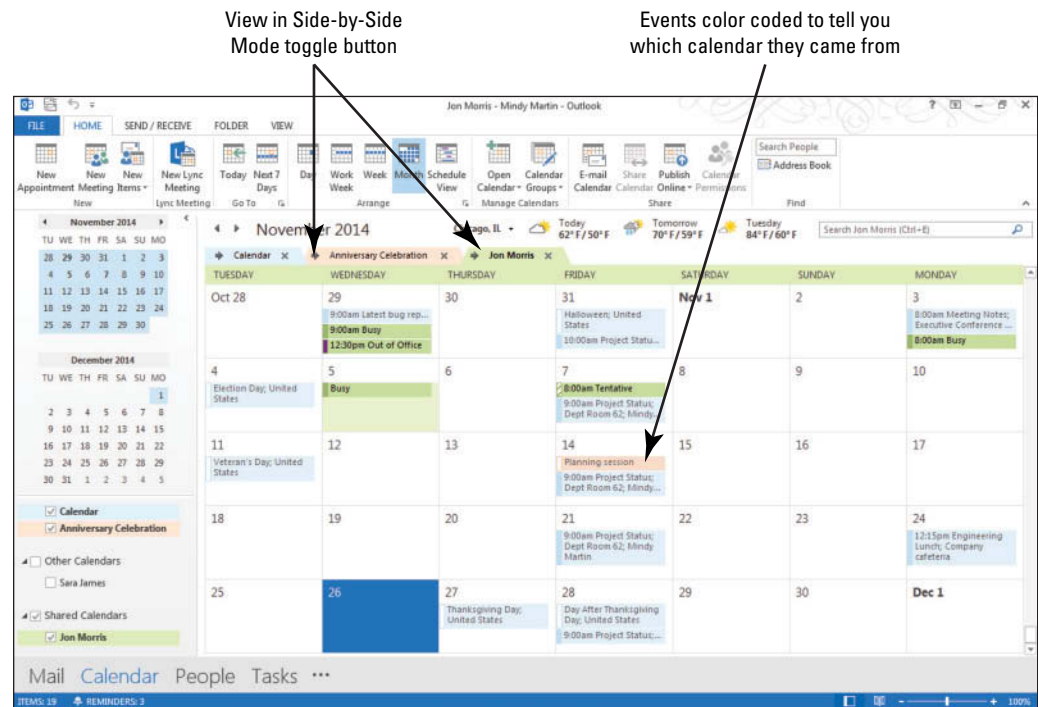 View in Side-by-Side
Mode toggle button
Events color coded to tell you
which calendar they came from
Jon Morris - Mindy Martin - Outlook
FILE HOME SEND / RECEIVE FOLDER VIEW
New Appointment
New Meeting
New Items
New
New Lync Meeting
Lync Meeting
Today
Next 7 Days
Go To
Day
Work Week
Week
Month
Schedule View
Arrange
Open Calendar
Calendar Groups
Manage Calendars
E-mail Calendar
Share Calendar
Publish Online
Calendar Permissions
Share
Search People
Address Book
Find
November 2014
TU WE TH FR SA SU MO
28 29 30 31 1 2 3
4 5 6 7 8 9 10
11 12 13 14 15 16 17
18 19 20 21 22 23 24
25 26 27 28 29 30
December 2014
TU WE TH FR SA SU MO
1
2 3 4 5 6 7 8
9 10 11 12 13 14 15
16 17 18 19 20 21 22
23 24 25 26 27 28 29
30 31 1 2 3 4 5
Calendar
Anniversary Celebration
Other Calendars
Sara James
Shared Calendars
Jon Morris
November 2014
IL
Today
62°F/50°F
Tomorrow
70°F/59°F
Tuesday
84°F/60°F
Search Jon Morris (Ctrl+E)
Calendar × Anniversary Celebration × Jon Morris ×
TUESDAY WEDNESDAY THURSDAY FRIDAY SATURDAY SUNDAY MONDAY
Oct 28
29
9:00am Latest bug rep...
9:00am Busy
12:30pm Out of Office
30
31
Halloween; United
States
10:00am Project Statu...
Nov 1
2
3
8:00am Meeting Notes;
Executive Conference ...
8:00am Busy
4
Election Day; United
States
5
Busy
6
7
8:00am Tentative
9:00am Project Status;
Dept Room 62; Mindy...
8
9
10
11
Veteran's Day; United
States
12
13
14
Planning session
9:00am Project Status;
Dept Room 62; Mindy...
15
16
17
18
19
20
21
9:00am Project Status;
Dept Room 62; Mindy
Martin
22
23
24
12:15pm Engineering
Lunch; Company
cafeteria
25
26
27
Thanksgiving Day;
United States
28
Day After Thanksgiving
Day; United States
9:00am Project Status;...
29
30
Dec 1
Mail Calendar People Tasks ...
ITEMS: 19 REMINDERS: 3
100%